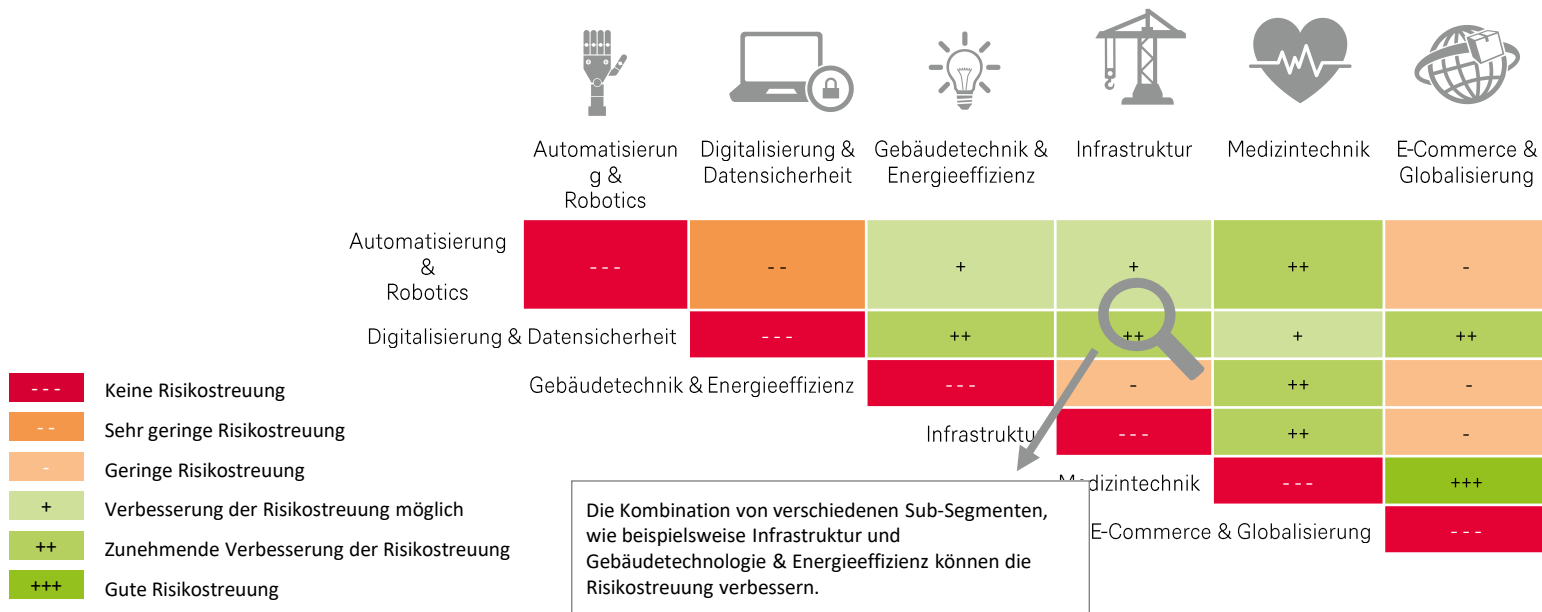 Automatisierun
g &
Robotics
Digitalisierung &
Datensicherheit
Gebäudetechnik &
Energieeffizienz
Infrastruktur
Medizintechnik
E-Commerce &
Globalisierung
Automatisierung
&
Robotics
- - -
- -
+
+
++
-
Digitalisierung & Datensicherheit
- - -
++
++
+
++
Gebäudetechnik & Energieeffizienz
- - -
-
++
-
Infrastruktur
- - -
++
-
Medizintechnik
- - -
+++
E-Commerce & Globalisierung
- - -
- - - Keine Risikostreuung
- - Sehr geringe Risikostreuung
- Geringe Risikostreuung
+ Verbesserung der Risikostreuung möglich
++ Zunehmende Verbesserung der Risikostreuung
+++ Gute Risikostreuung
Die Kombination von verschiedenen Sub-Segmenten,
wie beispielsweise Infrastruktur und
Gebäudetechnologie & Energieeffizienz können die
Risikostreuung verbessern.